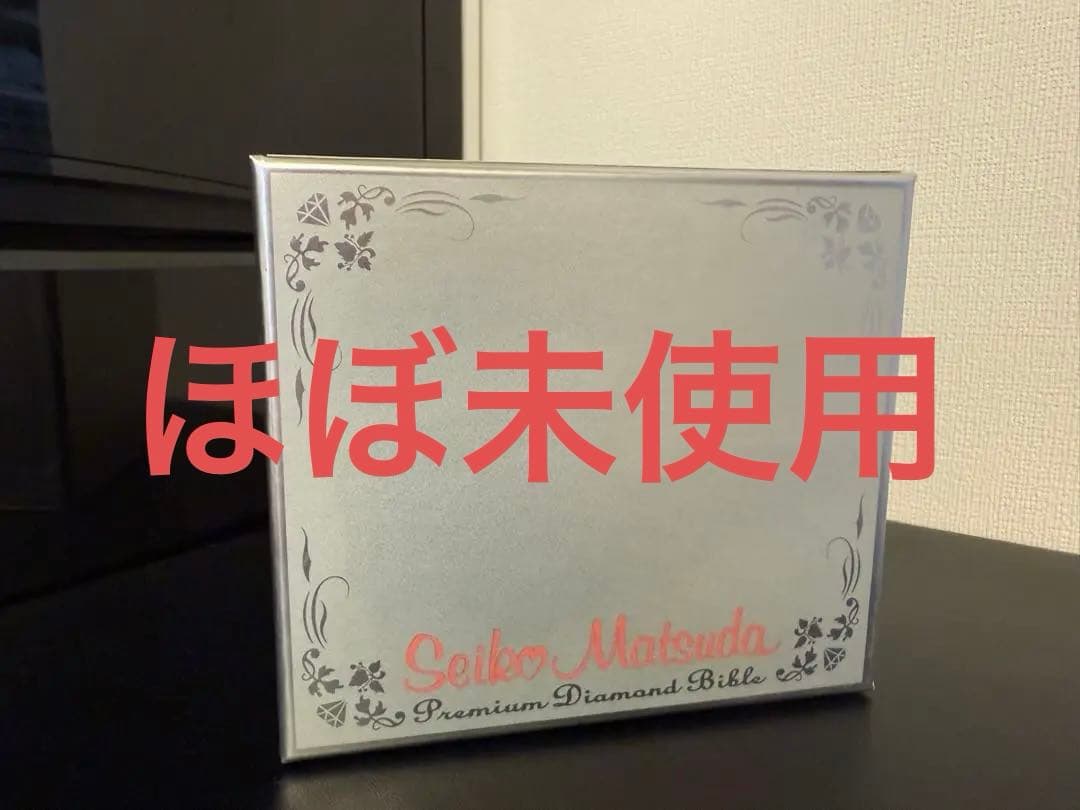 ほぼ未使用
Seiko Matsuda
Premium Diamond Bible